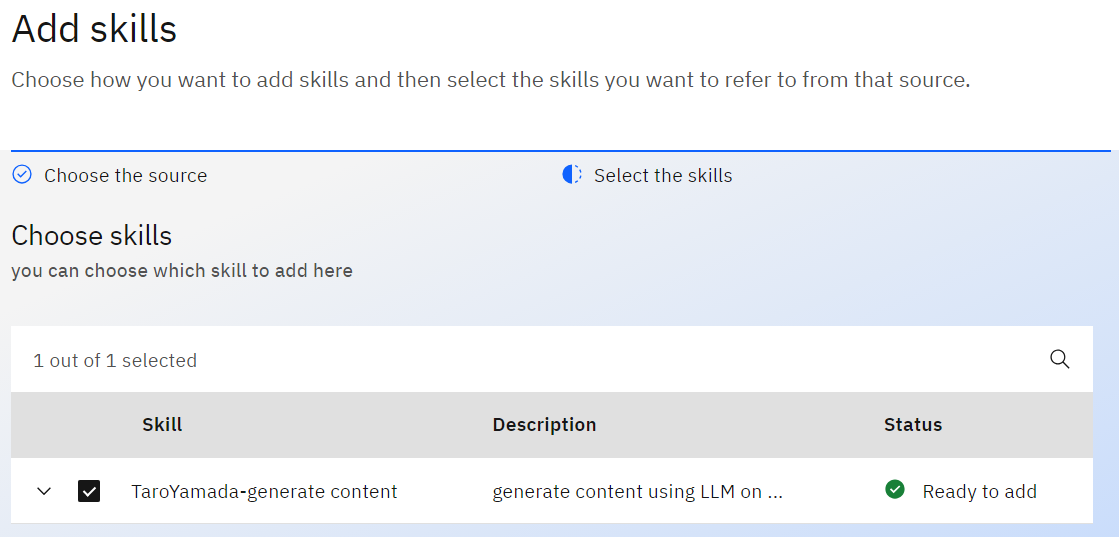 Add skills
Choose how you want to add skills and then select the skills you want to refer to from that source.
Choose the source
Select the skills
Choose skills
you can choose which skill to add here
1 out of 1 selected
Skill Description Status
TaroYamada-generate content generate content using LLM on ... Ready to add